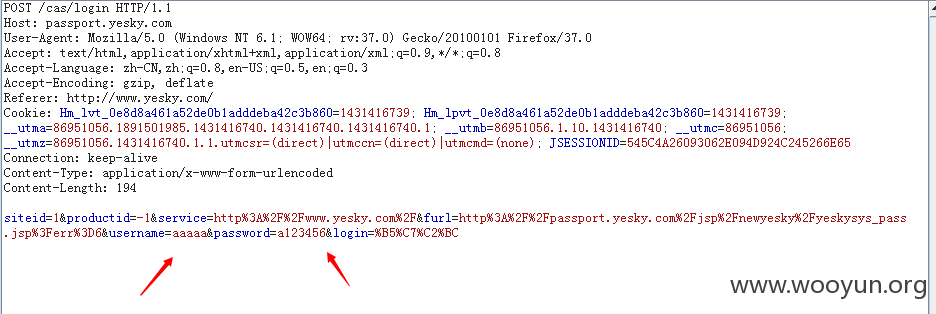 POST /cas/login HTTP/1.1
Host: passport.yesky.com
User-Agent: Mozilla/5.0 (Windows NT 6.1; WOW64; rv:37.0) Gecko/20100101 Firefox/37.0
Accept: text/html,application/xhtml+xml,application/xml;q=0.9,*/*;q=0.8
Accept-Language: zh-CN,zh;q=0.8,en-US;q=0.5,en;q=0.3
Accept-Encoding: gzip, deflate
Referer: http://www.yesky.com/
Cookie: Hm_lvt_0e8d8a461a52de0b1adddeba42c3b860=1431416739; Hm_lpvt_0e8d8a461a52de0b1adddeba42c3b860=1431416739;
__utma=86951056.1891501985.1431416740.1431416740.1431416740.1; __utmb=86951056.1.10.1431416740; __utmc=86951056;
__utmz=86951056.1431416740.1.1.utmcsr=(direct)|utmccn=(direct)|utmcmd=(none); JSESSIONID=545C4A26093062E094D924C245266E65
Connection: keep-alive
Content-Type: application/x-www-form-urlencoded
Content-Length: 194
siteid=1&productid=-1&service=http%3A%2F%2Fwww.yesky.com%2F&furl=http%3A%2F%2Fpassport.yesky.com%2Fjsp%2Fnewyesky%2Fyeskysys_pass
.jsp%3Ferr%3D6&username=aaaaa&password=a123456&login=%B5%C7%C2%BC
www.wooyun.org